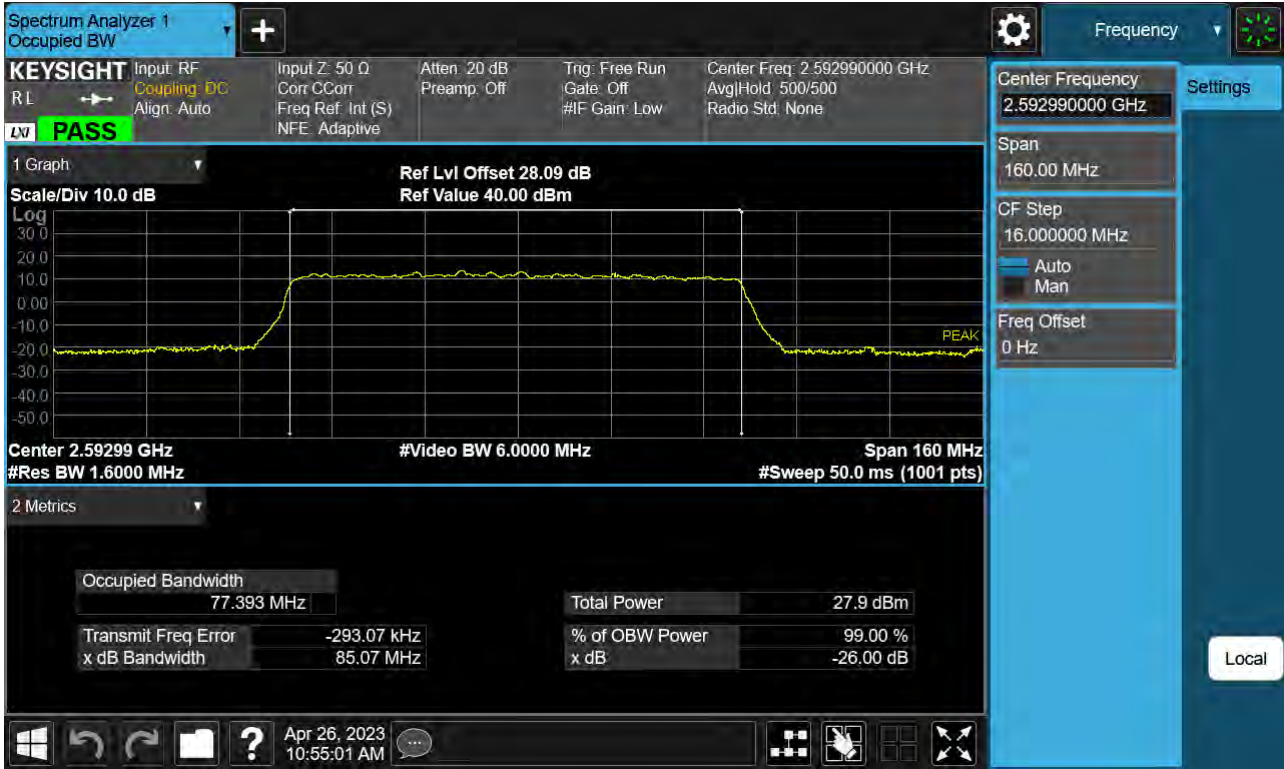 Spectrum Analyzer 1
Occupied BW
+
Frequency
KEYSIGHT
RL
LXI
PASS
Input: RF
Coupling: DC
Align: Auto
Input Z: 50 Ω
Corr CCorr
Freq Ref: Int (S)
NFE: Adaptive
Atten: 20 dB
Preamp: Off
Trig: Free Run
Gate: Off
#IF Gain: Low
Center Freq: 2.592990000 GHz
Avg|Hold: 500/500
Radio Std: None
Center Frequency
2.592990000 GHz
Settings
Span
160.00 MHz
CF Step
16.000000 MHz
Auto
Man
Freq Offset
0 Hz
Local
1 Graph
Scale/Div 10.0 dB
Ref Lvl Offset 28.09 dB
Ref Value 40.00 dBm
Log
30.0
20.0
10.0
0.00
-10.0
-20.0
-30.0
-40.0
-50.0
PEAK
Center 2.59299 GHz
#Video BW 6.0000 MHz
Span 160 MHz
#Res BW 1.6000 MHz
#Sweep 50.0 ms (1001 pts)
2 Metrics
Occupied Bandwidth
77.393 MHz
Total Power 27.9 dBm
Transmit Freq Error -293.07 kHz
% of OBW Power 99.00 %
x dB Bandwidth 85.07 MHz
x dB -26.00 dB
?
Apr 26, 2023
10:55:01 AM